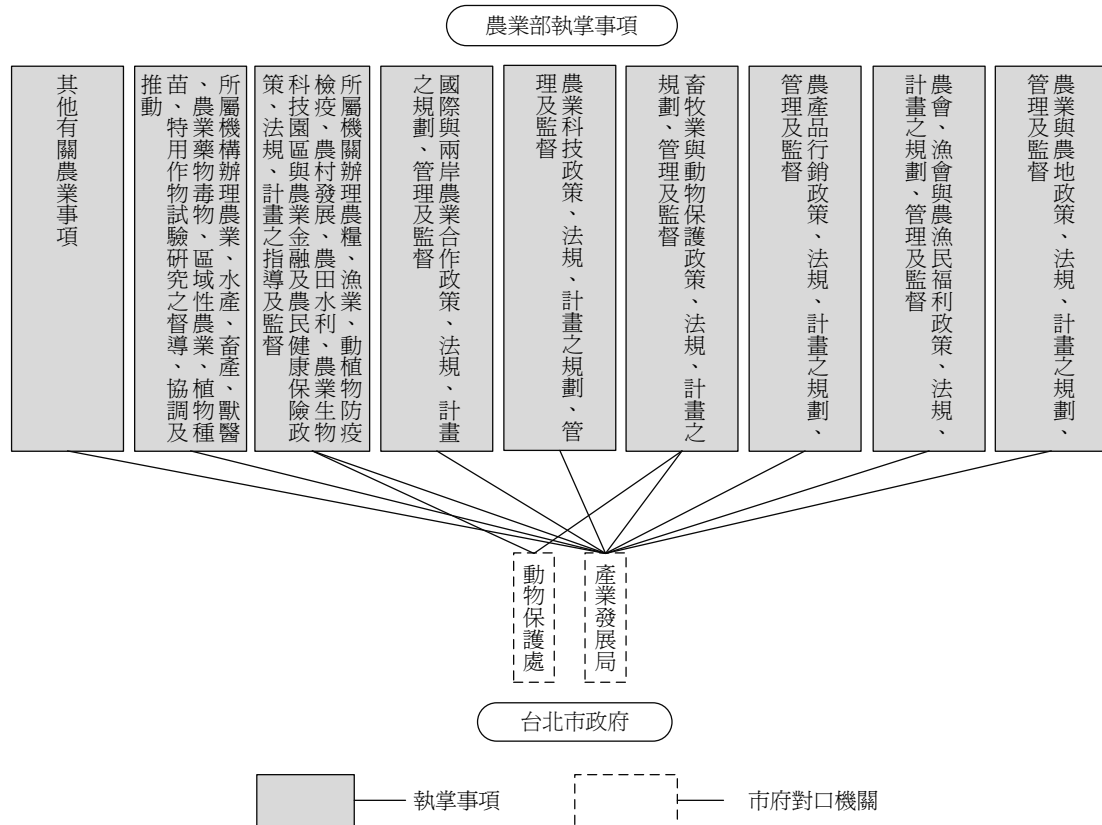 農業部執掌事項
農業與農地政策、法規、計畫之規劃、
管理及監督
農會、漁會與農漁民福利政策、法規、
計畫之規劃、管理及監督
農產品行銷政策、法規、計畫之規劃、
管理及監督
畜牧業與動物保護政策、法規、計畫之
規劃、管理及監督
農業科技政策、法規、計畫之規劃、管
理及監督
國際與兩岸農業合作政策、法規、計畫
之規劃、管理及監督
所屬機關辦理農糧、漁業、動植物防疫
檢疫、農村發展、農田水利、農業生物
科技園區與農業金融及農民健康保險政
策、法規、計畫之指導及監督
所屬機構辦理農業、水產、畜產、獸醫
、農業藥物毒物、區域性農業、植物種
苗、特用作物試驗研究之督導、協調及
推動
其他有關農業事項
產業發展局
動物保護處
台北市政府
執掌事項
市府對口機關